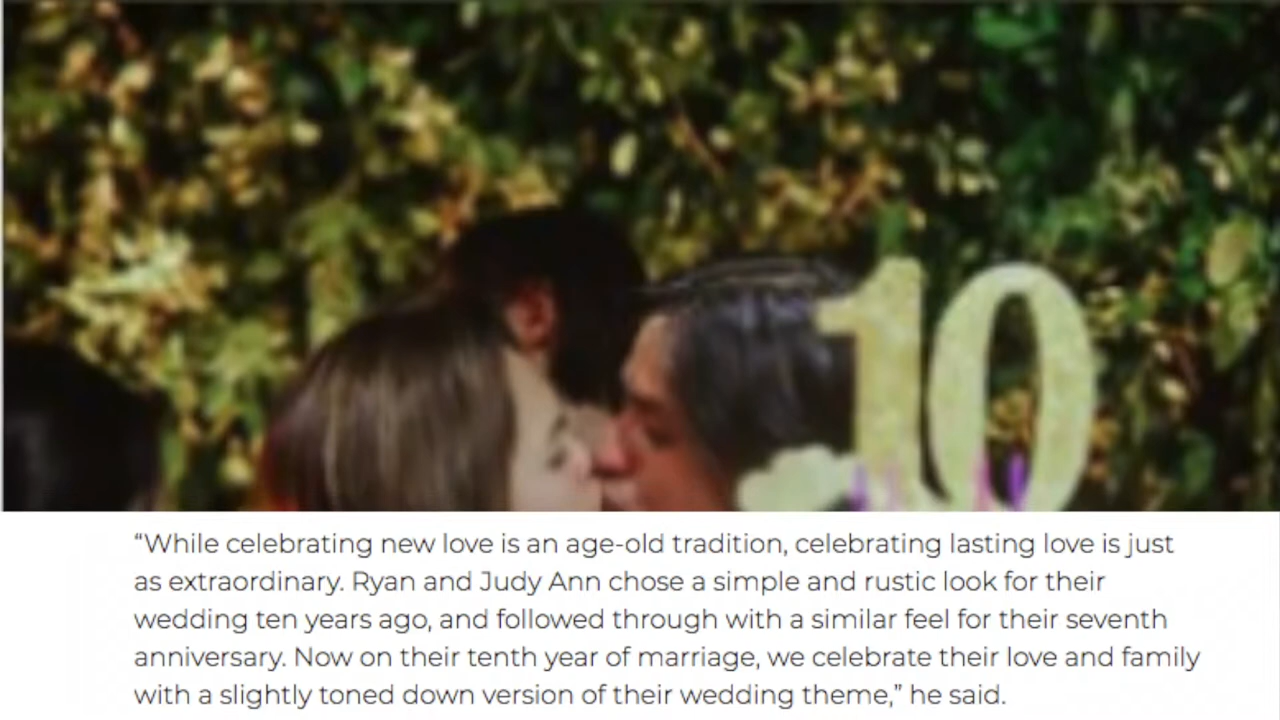 10
“While celebrating new love is an age-old tradition, celebrating lasting love is just
as extraordinary. Ryan and Judy Ann chose a simple and rustic look for their
wedding ten years ago, and followed through with a similar feel for their seventh
anniversary. Now on their tenth year of marriage, we celebrate their love and family
with a slightly toned down version of their wedding theme,” he said.